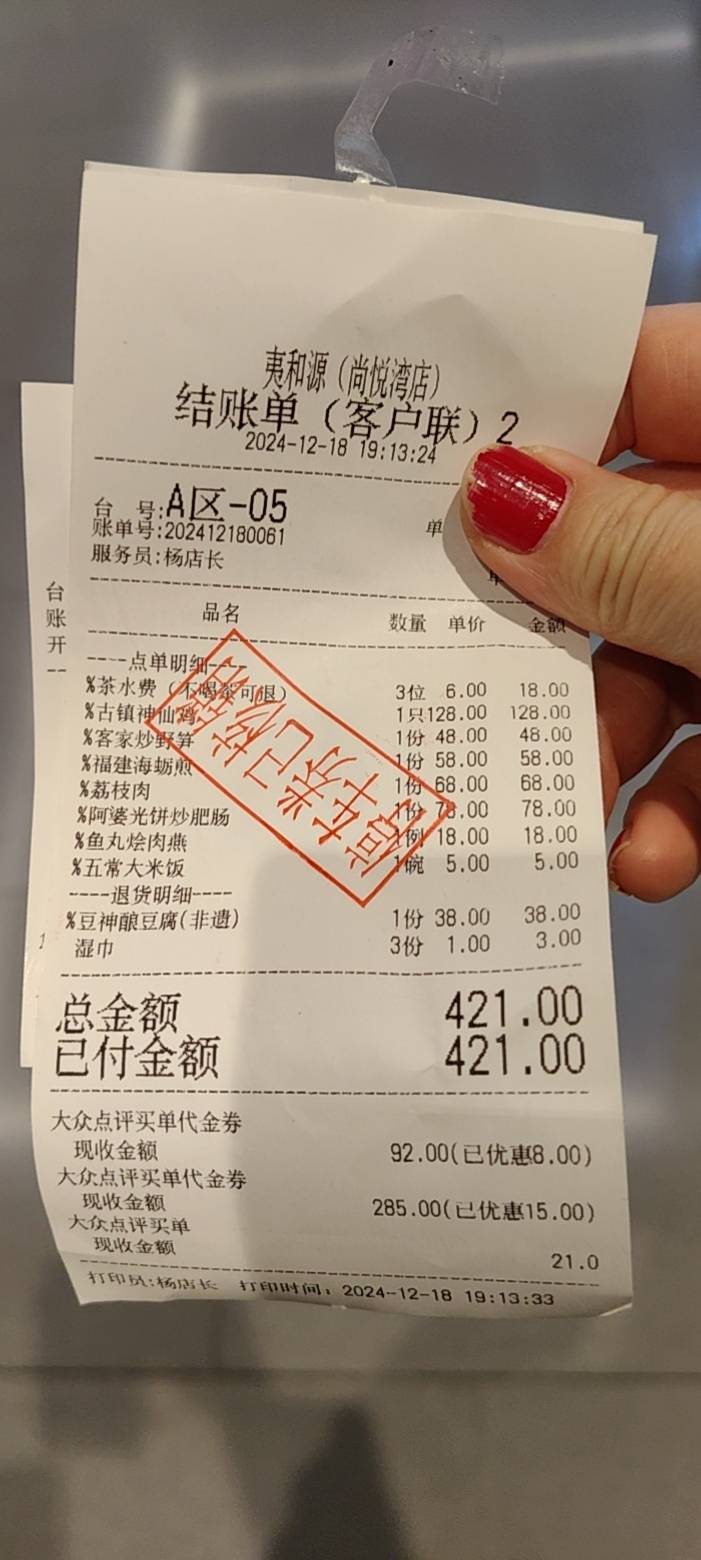 夷和源（尚悦湾店）
结账单（客户联）2
2024-12-18 19:13:24
台 号:A区-05
账单号:202412180061 单
服务员:杨店长
台
账
开
品名 数量 单价 金额
----点单明细----
%茶水费（不喝茶可退） 3位 6.00 18.00
%古镇神仙鸡 1只128.00 128.00
%客家炒野笋 1份 48.00 48.00
%福建海蛎煎 1份 58.00 58.00
%荔枝肉 1份 68.00 68.00
%阿婆光饼炒肥肠 1份 78.00 78.00
%鱼丸烩肉燕 1例 18.00 18.00
%五常大米饭 1碗 5.00 5.00
----退货明细----
%豆神酿豆腐(非遗) 1份 38.00 38.00
湿巾 3份 1.00 3.00
总金额 421.00
已付金额 421.00
大众点评买单代金券
现收金额 92.00(已优惠8.00)
大众点评买单代金券
现收金额 285.00(已优惠15.00)
大众点评买单
现收金额 21.0
打印员:杨店长 打印时间：2024-12-18 19:13:33